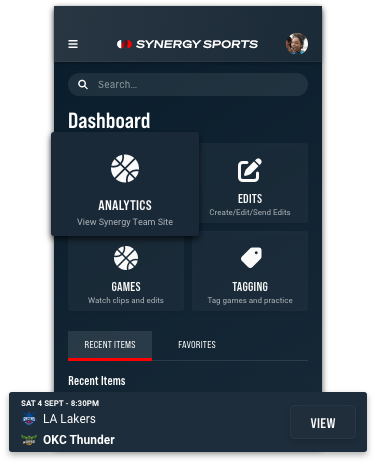 SYNERGY SPORTS
Search...
Dashboard
ANALYTICS
View Synergy Team Site
EDITS
Create/Edit/Send Edits
GAMES
Watch clips and edits
TAGGING
Tag games and practice
RECENT ITEMS
FAVORITES
Recent Items
SAT 4 SEPT - 8:30PM
LA Lakers
OKC Thunder
VIEW